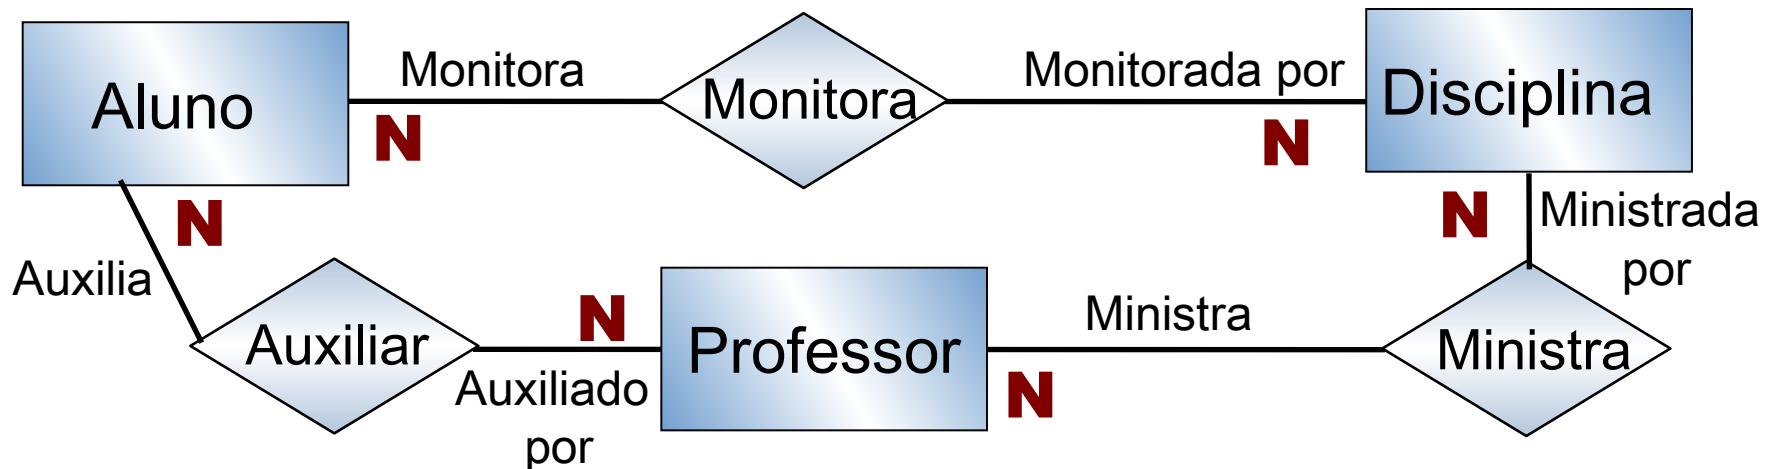 Monitora
Monitorada por
Aluno
Monitora
Disciplina
N
N
N
N
Ministrada
por
Auxilia
N
Ministra
Auxiliar
Professor
Ministra
Auxiliado
por
N